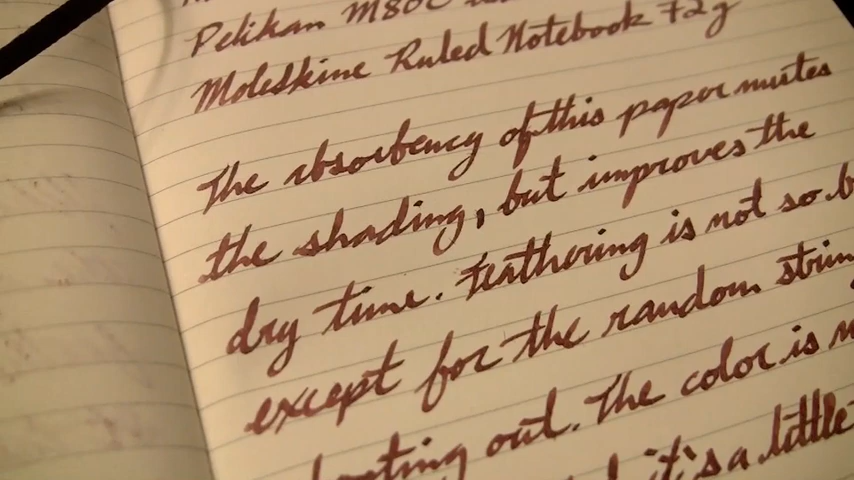 Pelikan M80
Moleskine Ruled Notebook 72g
The absorbency of this paper mutes
the shading, but improves the
dry time. Feathering is not so b
except for the random strin
out. The color is
it's a little